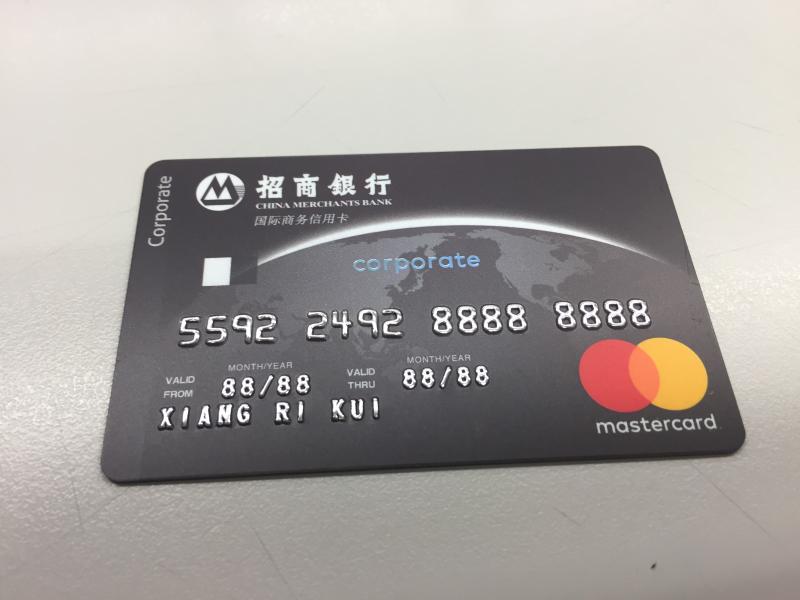 Corporate
招商銀行
CHINA MERCHANTS BANK
国际商务信用卡
corporate
5592 2492 8888 8888
MONTH/YEAR MONTH/YEAR
VALID FROM 88/88 VALID THRU 88/88
XIANG RI KUI
mastercard